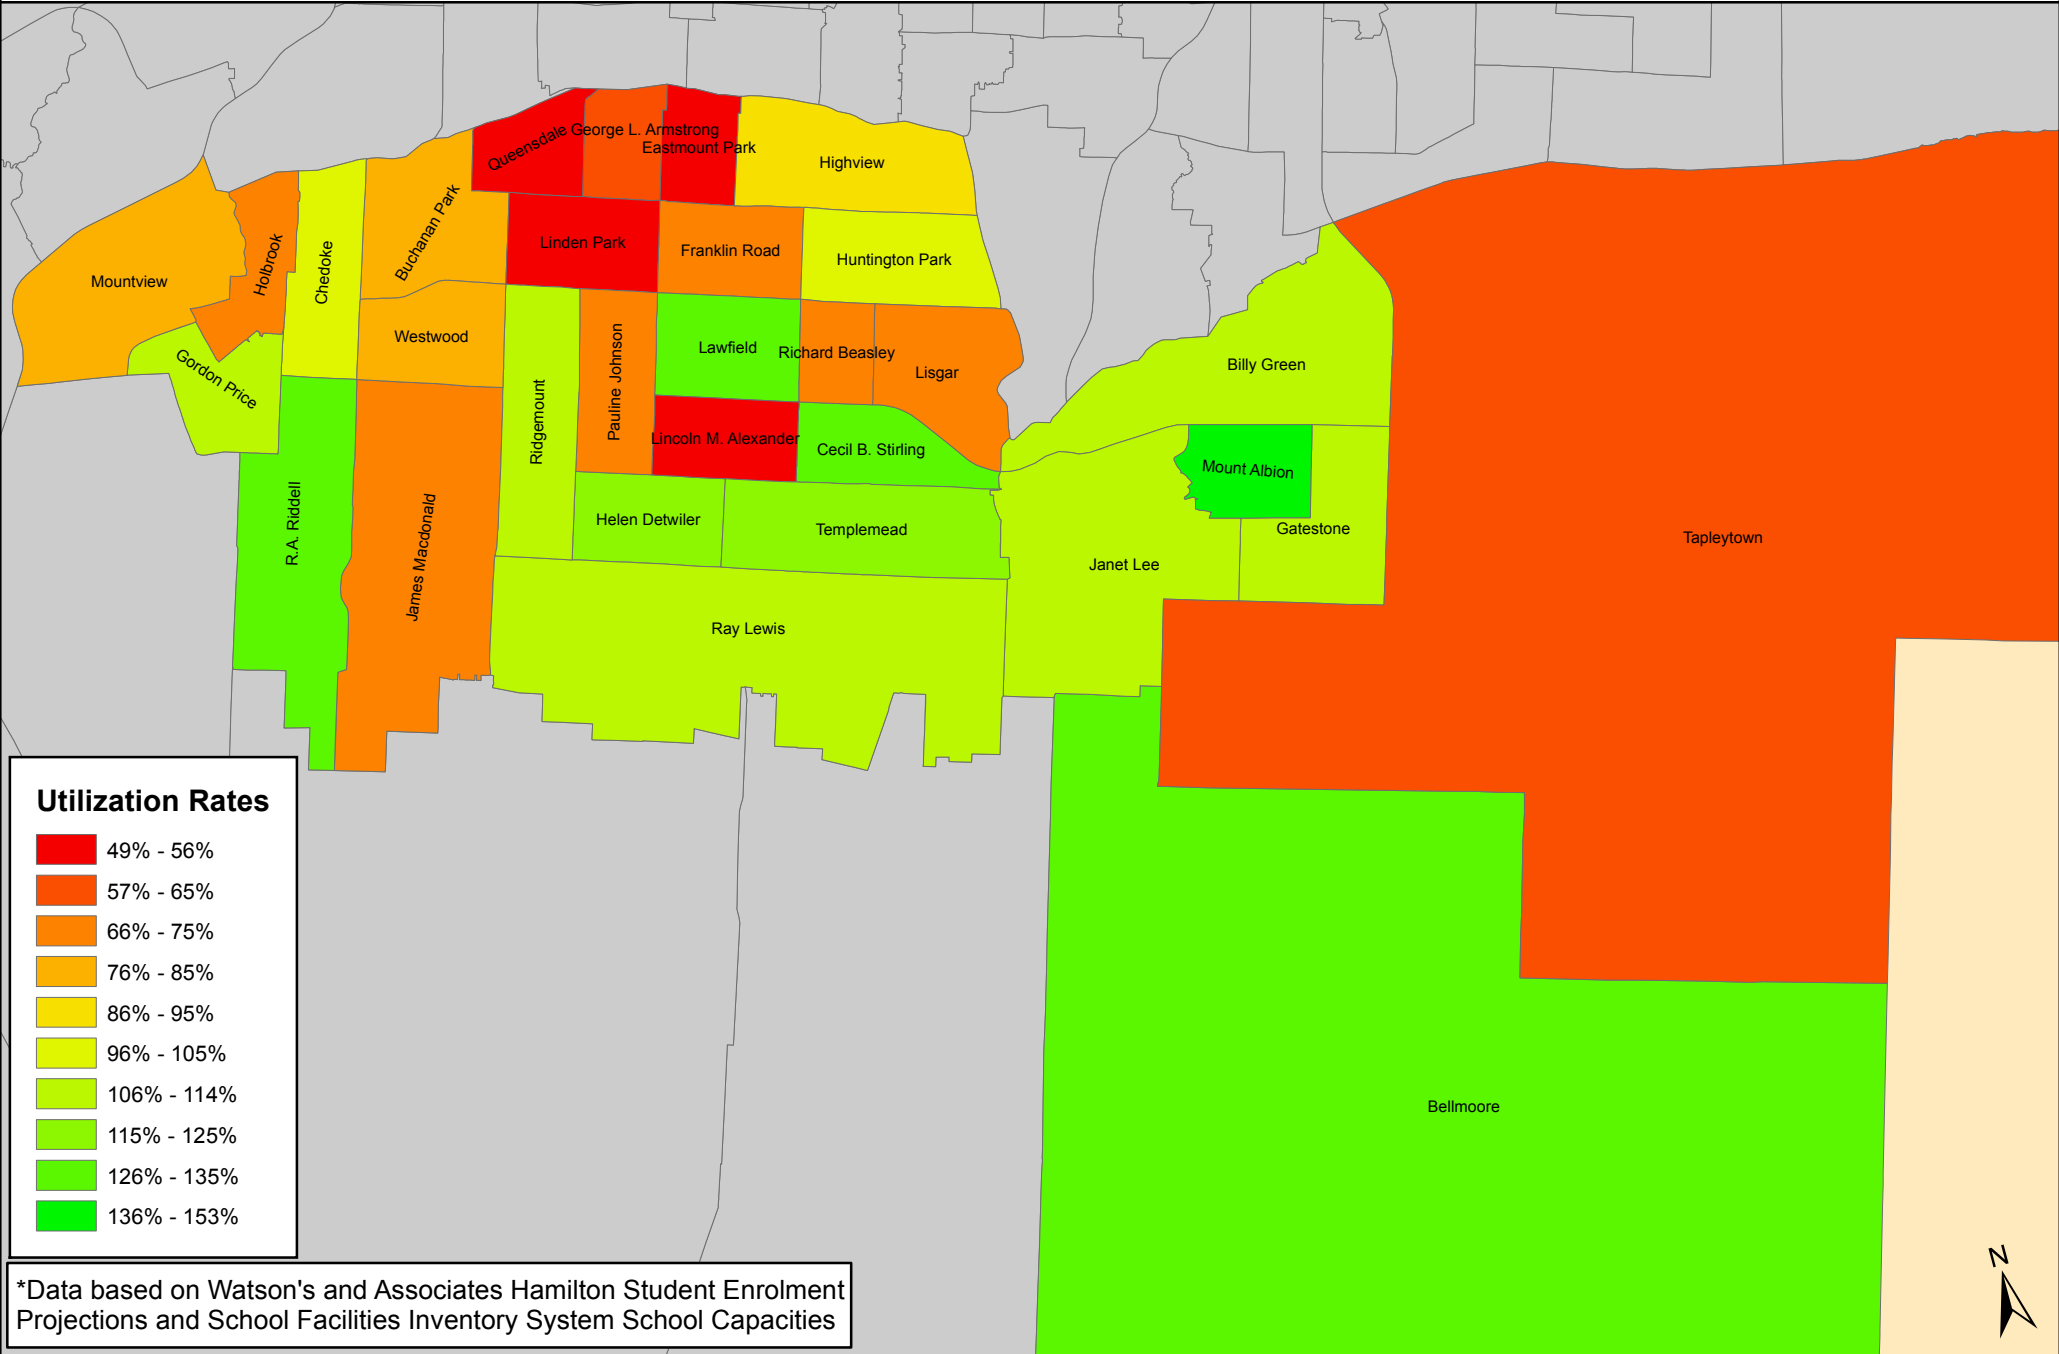 Queensdale
George L. Armstrong
Eastmount Park
Highview
Buchanan Park
Linden Park
Franklin Road
Huntington Park
Holbrook
Chedoke
Mountview
Westwood
Pauline Johnson
Lawfield
Richard Beasley
Lisgar
Billy Green
Gordon Price
Ridgemount
Lincoln M. Alexander
Cecil B. Stirling
Mount Albion
R.A. Riddell
James Macdonald
Helen Detwiler
Templemead
Gatestone
Tapleytown
Janet Lee
Ray Lewis
Bellmoore
Utilization Rates
49% - 56%
57% - 65%
66% - 75%
76% - 85%
86% - 95%
96% - 105%
106% - 114%
115% - 125%
126% - 135%
136% - 153%
*Data based on Watson's and Associates Hamilton Student Enrolment
Projections and School Facilities Inventory System School Capacities
N